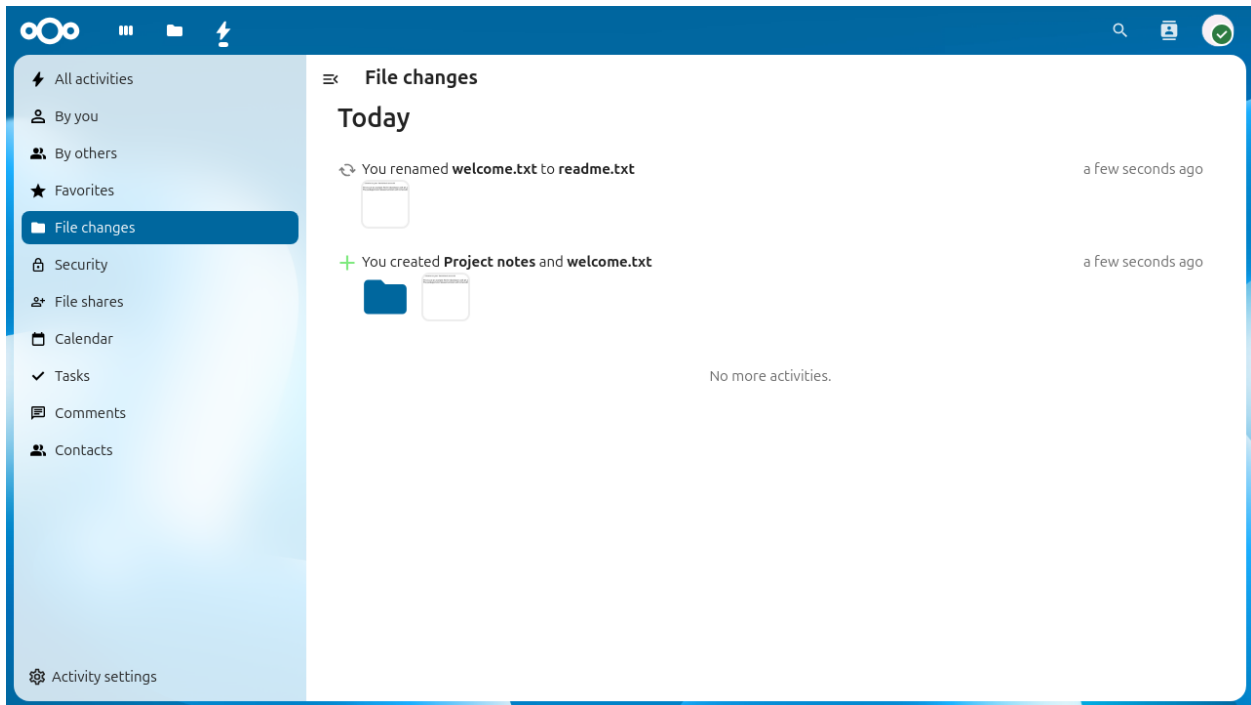 All activities
By you
By others
Favorites
File changes
Security
File shares
Calendar
Tasks
Comments
Contacts
Activity settings
File changes
Today
You renamed welcome.txt to readme.txt a few seconds ago
You created Project notes and welcome.txt a few seconds ago
No more activities.